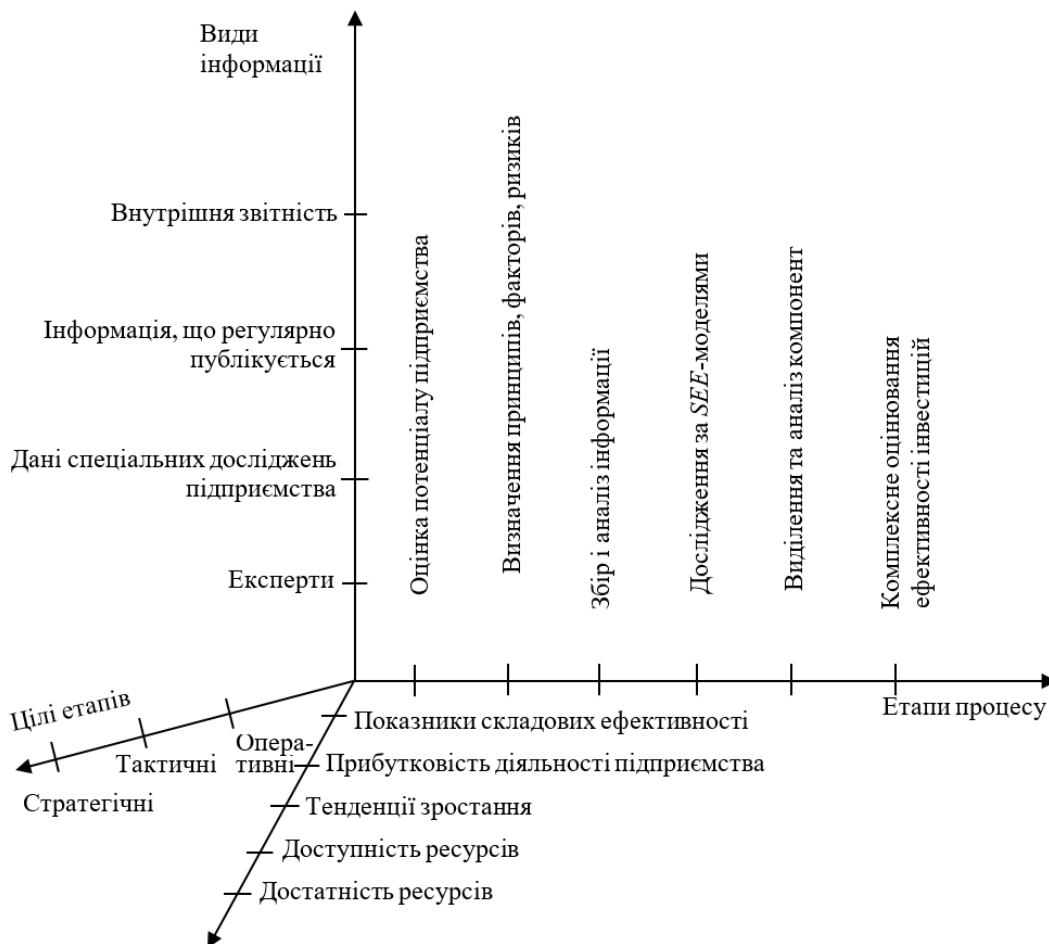 Види
інформації
Внутрішня звітність
Інформація, що регулярно
публікується
Дані спеціальних досліджень
підприємства
Експерти
Оцінка потенціалу підприємства
Визначення принципів, факторів, ризиків
Збір і аналіз інформації
Дослідження за SEE-моделями
Виділення та аналіз компонент
Комплексне оцінювання
ефективності інвестицій
Етапи процесу
Цілі етапів
Опера-
тивні
Тактичні
Стратегічні
Показники складових ефективності
Прибутковість діяльності підприємства
Тенденції зростання
Доступність ресурсів
Достатність ресурсів